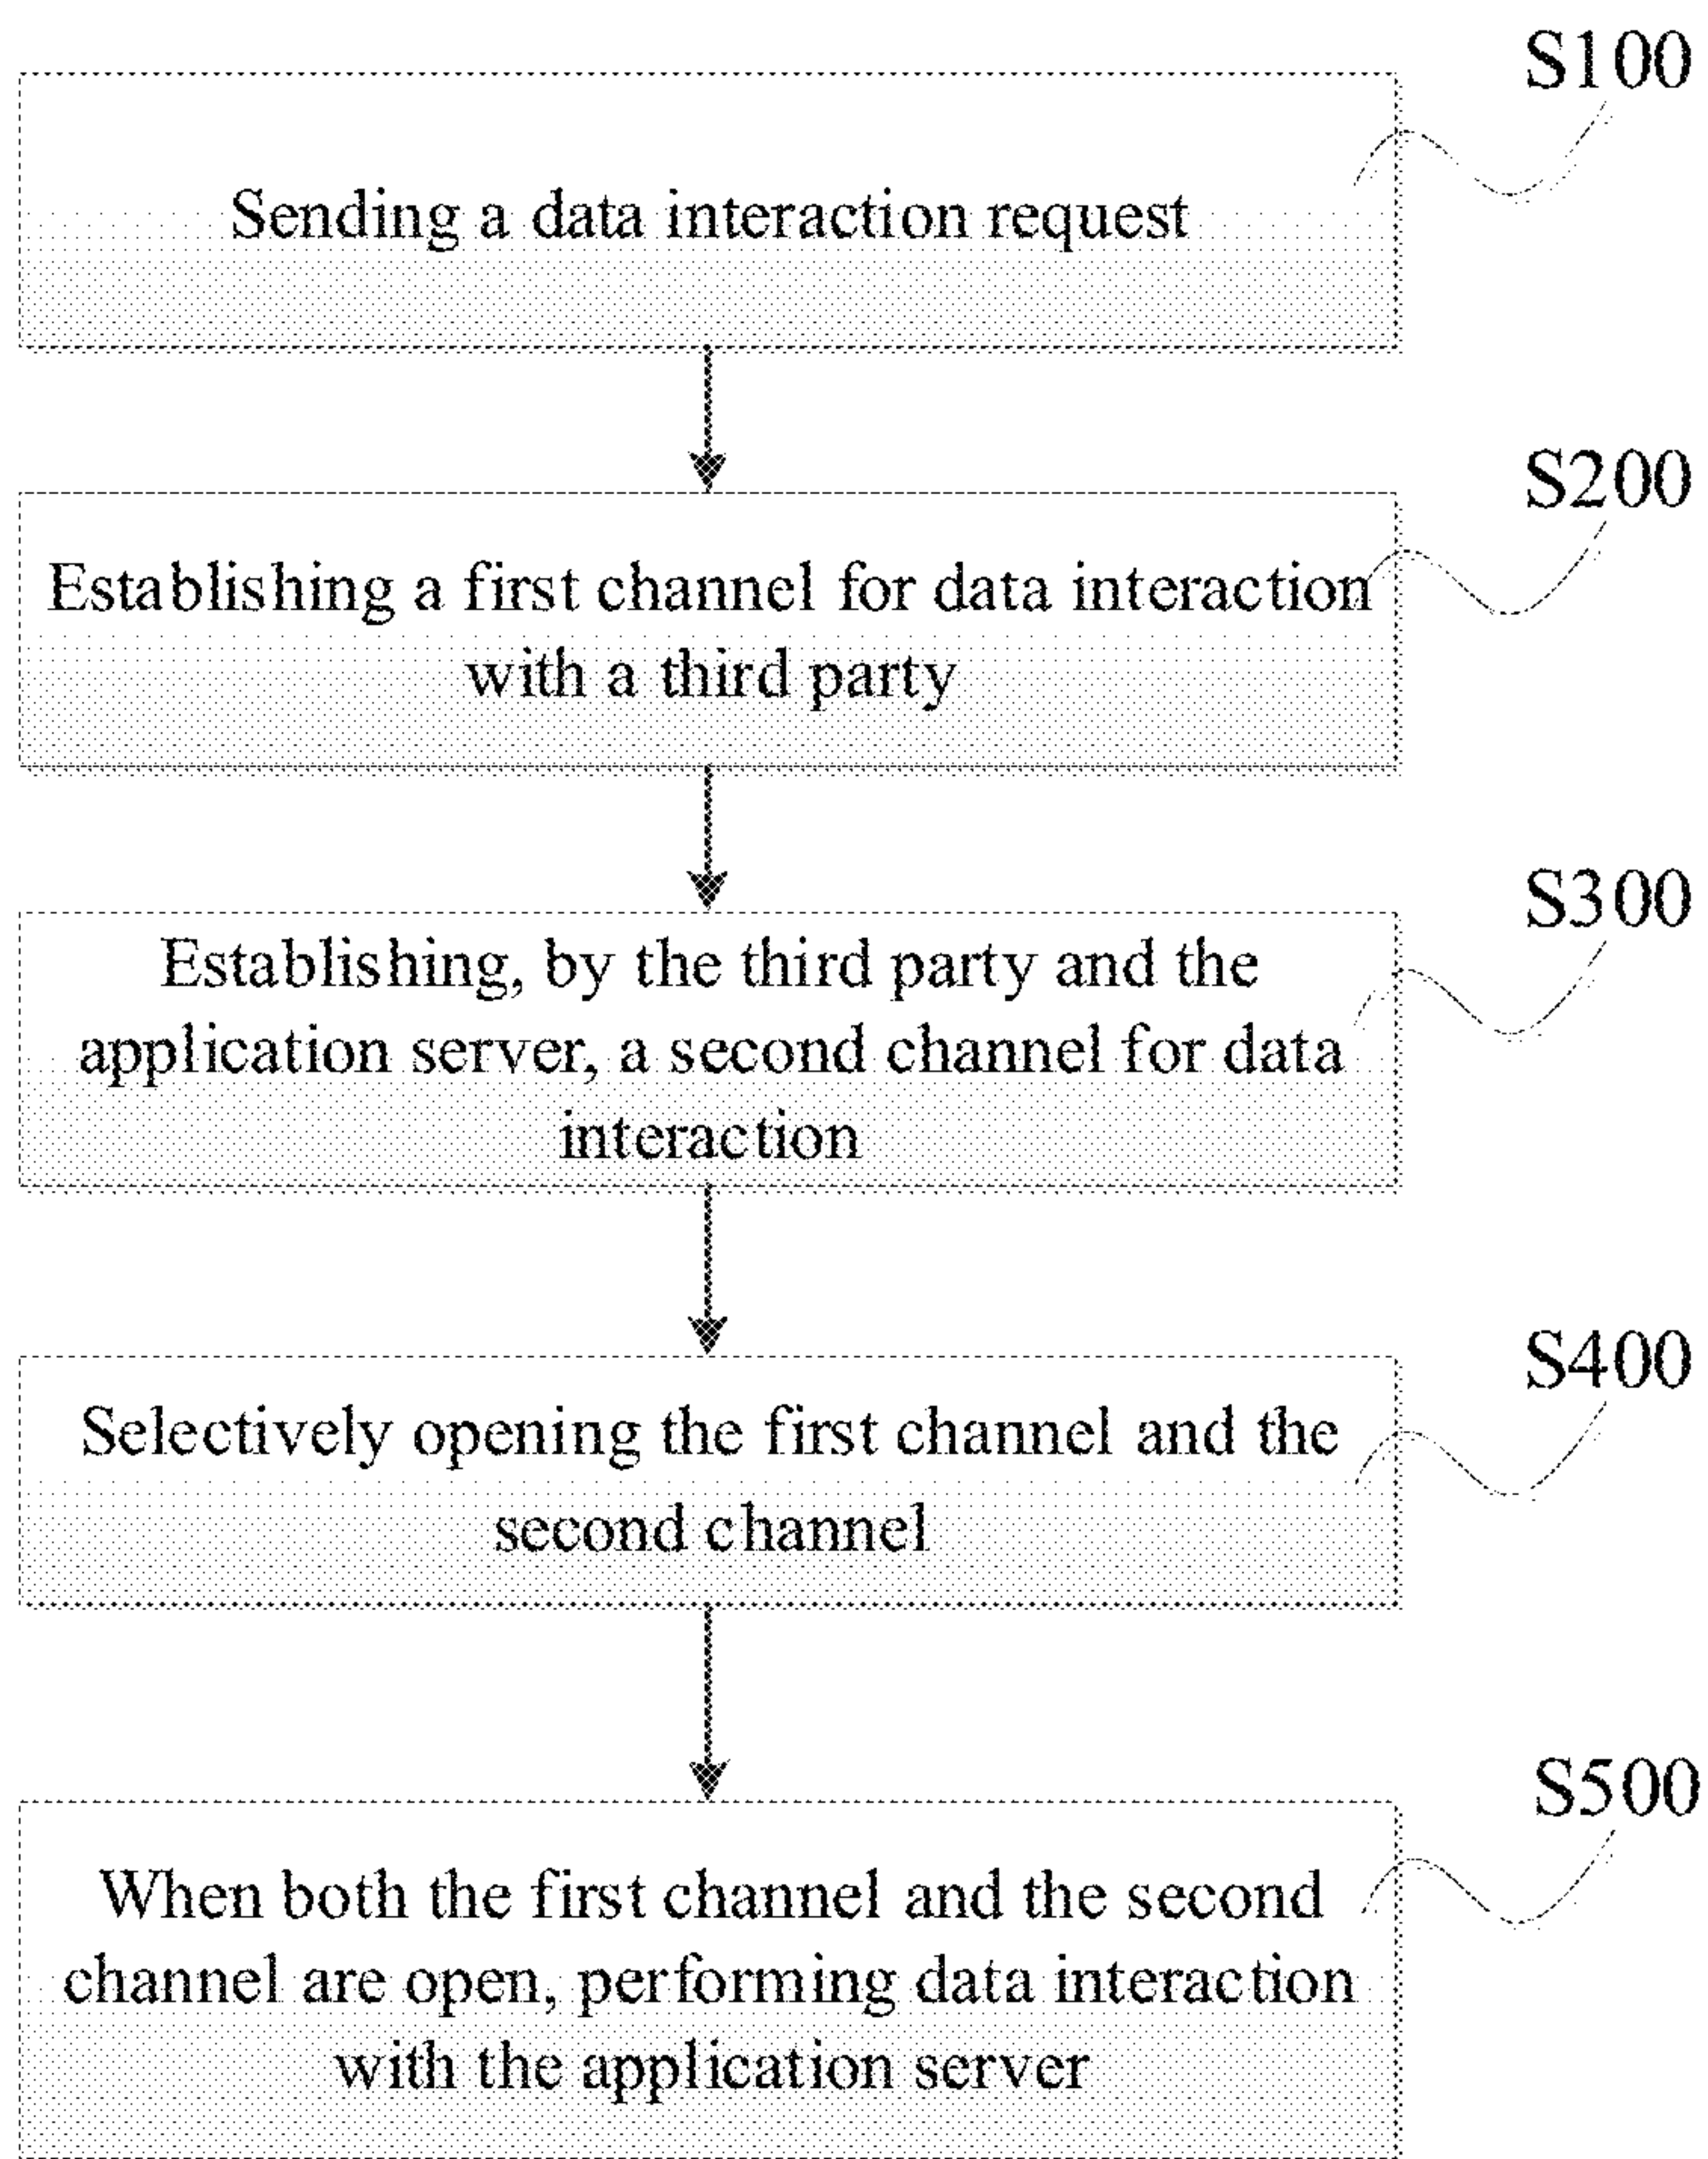 S100
Sending a data interaction request
S200
Establishing a first channel for data interaction
with a third party
S300
Establishing, by the third party and the
application server, a second channel for data
interaction
S400
Selectively opening the first channel and the
second channel
S500
When both the first channel and the second
channel are open, performing data interaction
with the application server